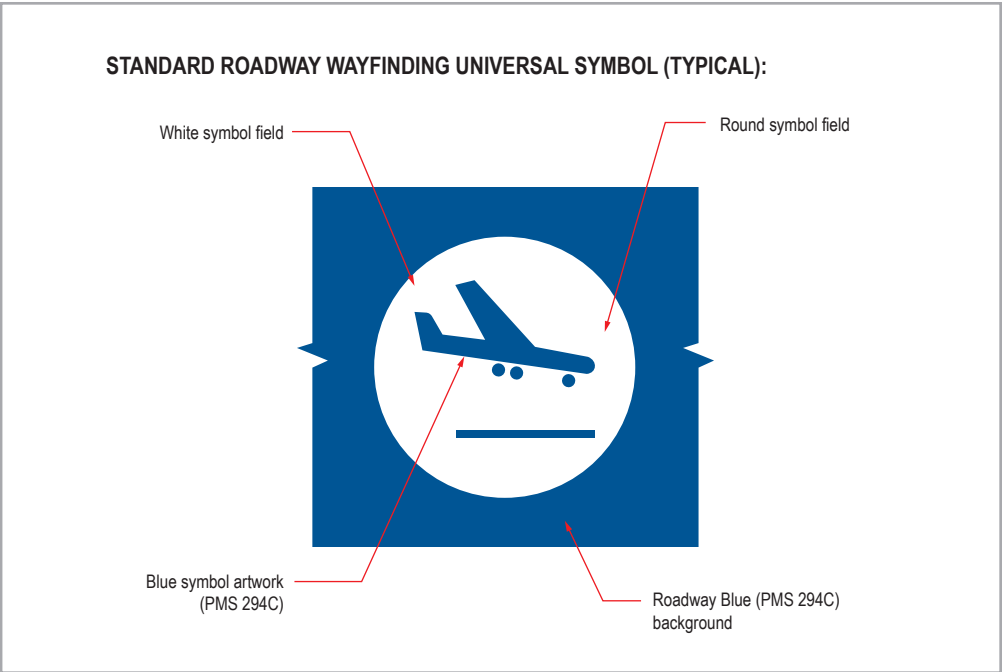 STANDARD ROADWAY WAYFINDING UNIVERSAL SYMBOL (TYPICAL):
White symbol field
Round symbol field
Blue symbol artwork
(PMS 294C)
Roadway Blue (PMS 294C)
background